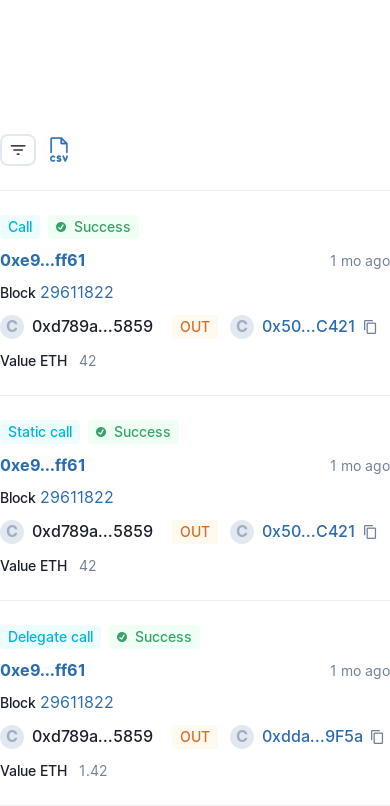 CSV
Call Success
0xe9...ff61 1 mo ago
Block 29611822
C 0xd789a...5859 OUT C 0x50...C421
Value ETH 42
Static call Success
0xe9...ff61 1 mo ago
Block 29611822
C 0xd789a...5859 OUT C 0x50...C421
Value ETH 42
Delegate call Success
0xe9...ff61 1 mo ago
Block 29611822
C 0xd789a...5859 OUT C 0xdda...9F5a
Value ETH 1.42